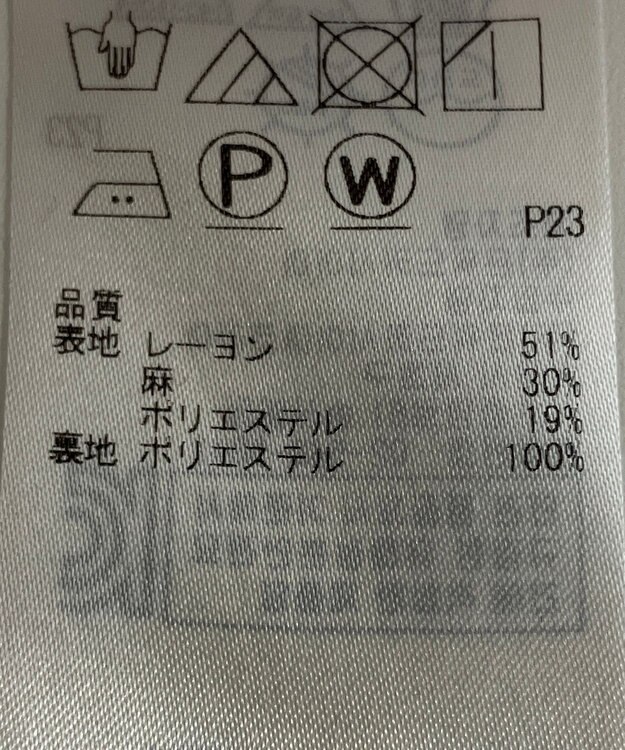 P W
P23
品質
表地 レーヨン 51%
麻 30%
ポリエステル 19%
裏地 ポリエステル 100%